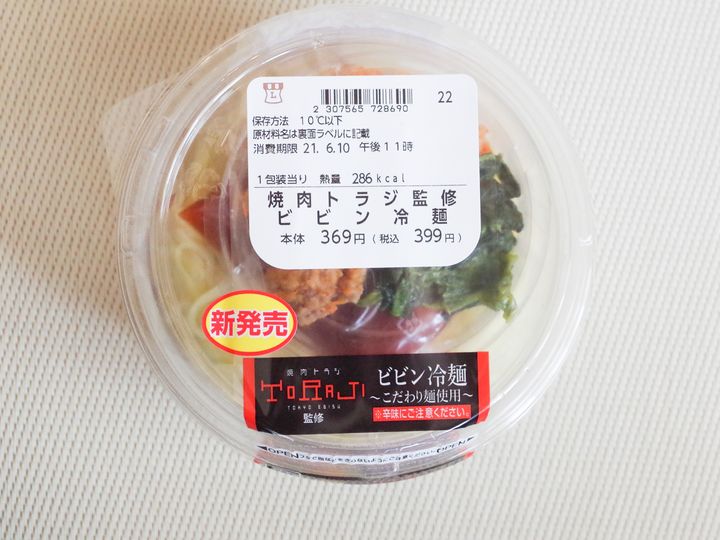 L
2 307565 728690
22
保存方法 10℃以下
原材料名は裏面ラベルに記載
消費期限 21. 6.10 午後11時
1包装当り 熱量 286kcal
焼肉トラジ監修
ビビン冷麺
本体 369円(税込 399円)
新発売
焼肉トラジ
TORAJI
TOKYO EBISU
監修
ビビン冷麺
～こだわり麺使用～
※辛味にご注意ください。
OPEN